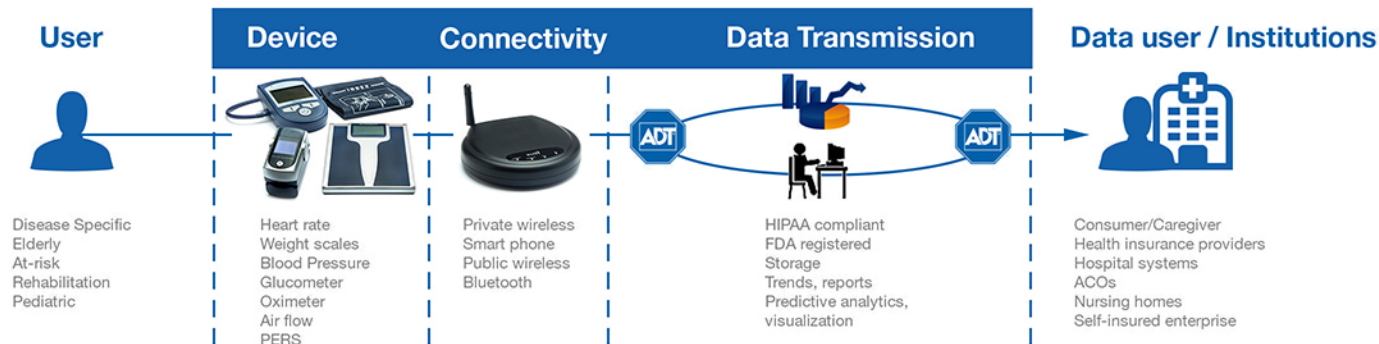 User
Device
Connectivity
Data Transmission
Data user / Institutions
ADT
ADT
Disease Specific
Elderly
At-risk
Rehabilitation
Pediatric
Heart rate
Weight scales
Blood Pressure
Glucometer
Oximeter
Air flow
PERS
Private wireless
Smart phone
Public wireless
Bluetooth
HIPAA compliant
FDA registered
Storage
Trends, reports
Predictive analytics,
visualization
Consumer/Caregiver
Health insurance providers
Hospital systems
ACOs
Nursing homes
Self-insured enterprise